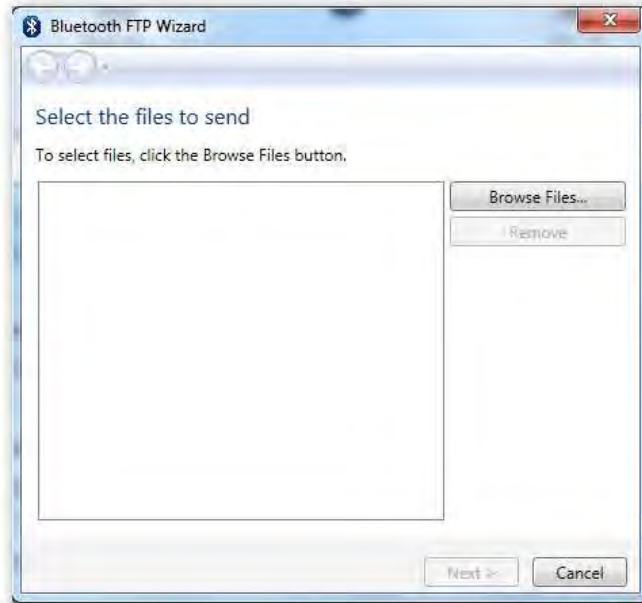 Bluetooth FTP Wizard
Select the files to send
To select files, click the Browse Files button.
Browse Files...
Remove
Next >
Cancel